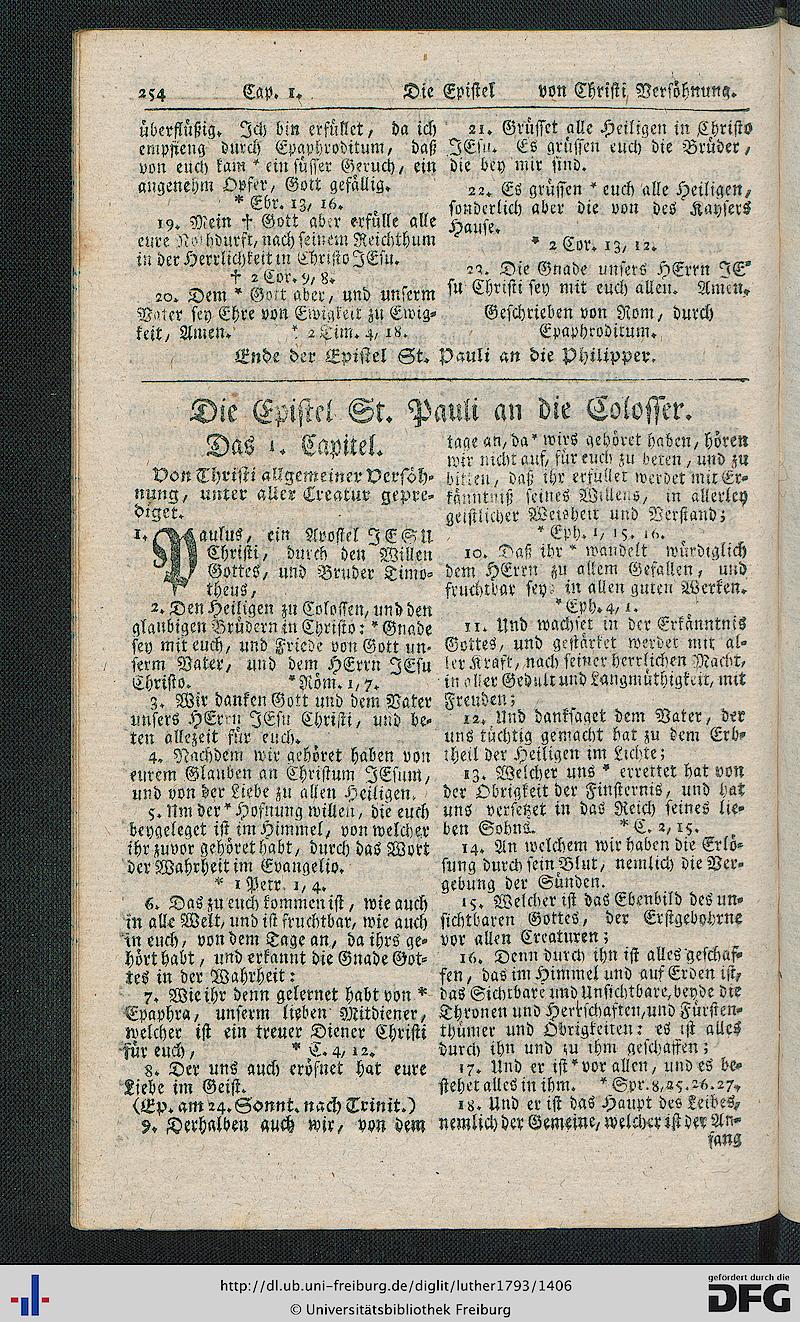 254 Cap. 1. Die Epistel von Christi Versöhnung.
überflüßig. Ich bin erfüllet, da ich
empfieng durch Epaphroditum, daß
von euch kam * ein süsser Geruch, ein
angenehm Opfer, Gott gefällig.
* Ebr. 13, 16.
19. Mein † Gott aber erfülle alle
eure Nothdurft, nach seinem Reichthum
in der Herrlichkeit in Christo JEsu.
† 2 Cor. 9, 8.
20. Dem * Gott aber, und unserm
Vater sey Ehre von Ewigkeit zu Ewig-
keit, Amen. * 2 Tim. 4, 18.
21. Grüsset alle Heiligen in Christo
JEsu. Es grüssen euch die Brüder,
die bey mir sind.
22. Es grüssen * euch alle Heiligen,
sonderlich aber die von des Kaysers
Hause.
* 2 Cor. 13, 12.
23. Die Gnade unsers HErrn JE-
su Christi sey mit euch allen. Amen.
Geschrieben von Rom, durch
Epaphroditum.
Ende der Epistel St. Pauli an die Philipper.
Die Epistel St. Pauli an die Colosser.
Das 1. Capitel.
Von Christi allgemeiner Versöh-
nung, unter aller Creatur gepre-
diget.
1. Paulus, ein Apostel JESU
Christi, durch den Willen
Gottes, und Bruder Timo-
theus,
2. Den Heiligen zu Colossen, und den
glaubigen Brüdern in Christo: * Gnade
sey mit euch, und Friede von Gott un-
serm Vater, und dem HErrn JEsu
Christo. * Röm. 1, 7.
3. Wir danken Gott und dem Vater
unsers HErrn JEsu Christi, und be-
ten allezeit für euch.
4. Nachdem wir gehöret haben von
eurem Glauben an Christum JEsum,
und von der Liebe zu allen Heiligen.
5. Um der * Hofnung willen, die euch
beygeleget ist im Himmel, von welcher
ihr zuvor gehöret habt, durch das Wort
der Wahrheit im Evangelio.
* 1 Petr. 1, 4.
6. Das zu euch kommen ist, wie auch
in alle Welt, und ist fruchtbar, wie auch
in euch, von dem Tage an, da ihrs ge-
hört habt, und erkannt die Gnade Got-
tes in der Wahrheit:
7. Wie ihr denn gelernet habt von *
Epaphra, unserm lieben Mitdiener,
welcher ist ein treuer Diener Christi
für euch, * C. 4, 12.
8. Der uns auch eröfnet hat eure
Liebe im Geist.
(Ep. am 24. Sonnt. nach Trinit.)
9. Derhalben auch wir, von dem
tage an, da * wirs gehöret haben, hören
wir nicht auf, für euch zu beten, und zu
bitten, daß ihr erfüllet werdet mit Er-
känntniß seines Willens, in allerley
geistlicher Weisheit und Verstand;
* Eph. 1, 15. 16.
10. Daß ihr * wandelt würdiglich
dem HErrn zu allem Gefallen, und
fruchtbar seyd in allen guten Werken.
* Eph. 4, 1.
11. Und wachset in der Erkänntnis
Gottes, und gestärket werdet mit al-
ler Kraft, nach seiner herrlichen Macht,
in aller Gedult und Langmüthigkeit, mit
Freuden;
12. Und danksaget dem Vater, der
uns tüchtig gemacht hat zu dem Erb-
theil der Heiligen im Lichte;
13. Welcher uns * errettet hat von
der Obrigkeit der Finsternis, und hat
uns versetzet in das Reich seines lie-
ben Sohns. * C. 2, 15.
14. An welchem wir haben die Erlö-
sung durch sein Blut, nemlich die Ver-
gebung der Sünden.
15. Welcher ist das Ebenbild des un-
sichtbaren Gottes, der Erstgebohrne
vor allen Creaturen;
16. Denn durch ihn ist alles geschaf-
fen, das im Himmel und auf Erden ist,
das Sichtbare und Unsichtbare, beyde die
Thronen und Herrschaften, und Fürsten-
thümer und Obrigkeiten: es ist alles
durch ihn und zu ihm geschaffen;
17. Und er ist * vor allen, und es be-
stehet alles in ihm. * Spr. 8, 25. 26. 27.
18. Und er ist das Haupt des Leibes,
nemlich der Gemeine, welcher ist der An-
fang
http://dl.ub.uni-freiburg.de/diglit/luther1793/1406
© Universitätsbibliothek Freiburg
gefördert durch die
DFG